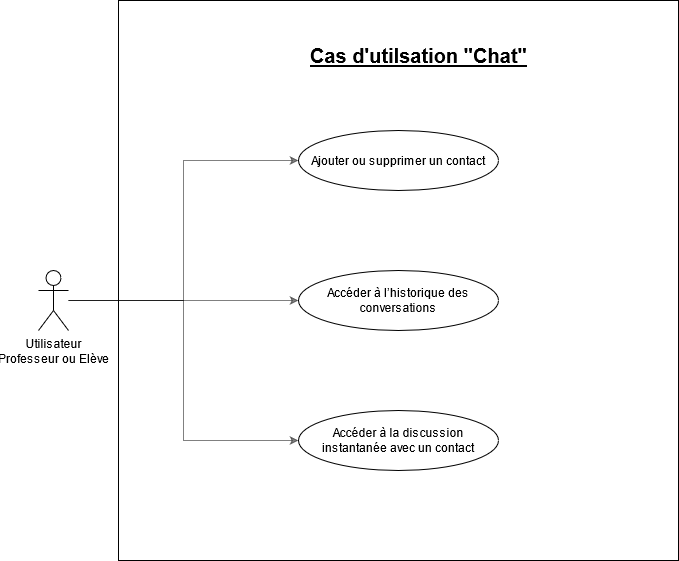 Cas d'utilsation "Chat"
Ajouter ou supprimer un contact
Accéder à l'historique des
conversations
Utilisateur
Professeur ou Elève
Accéder à la discussion
instantanée avec un contact